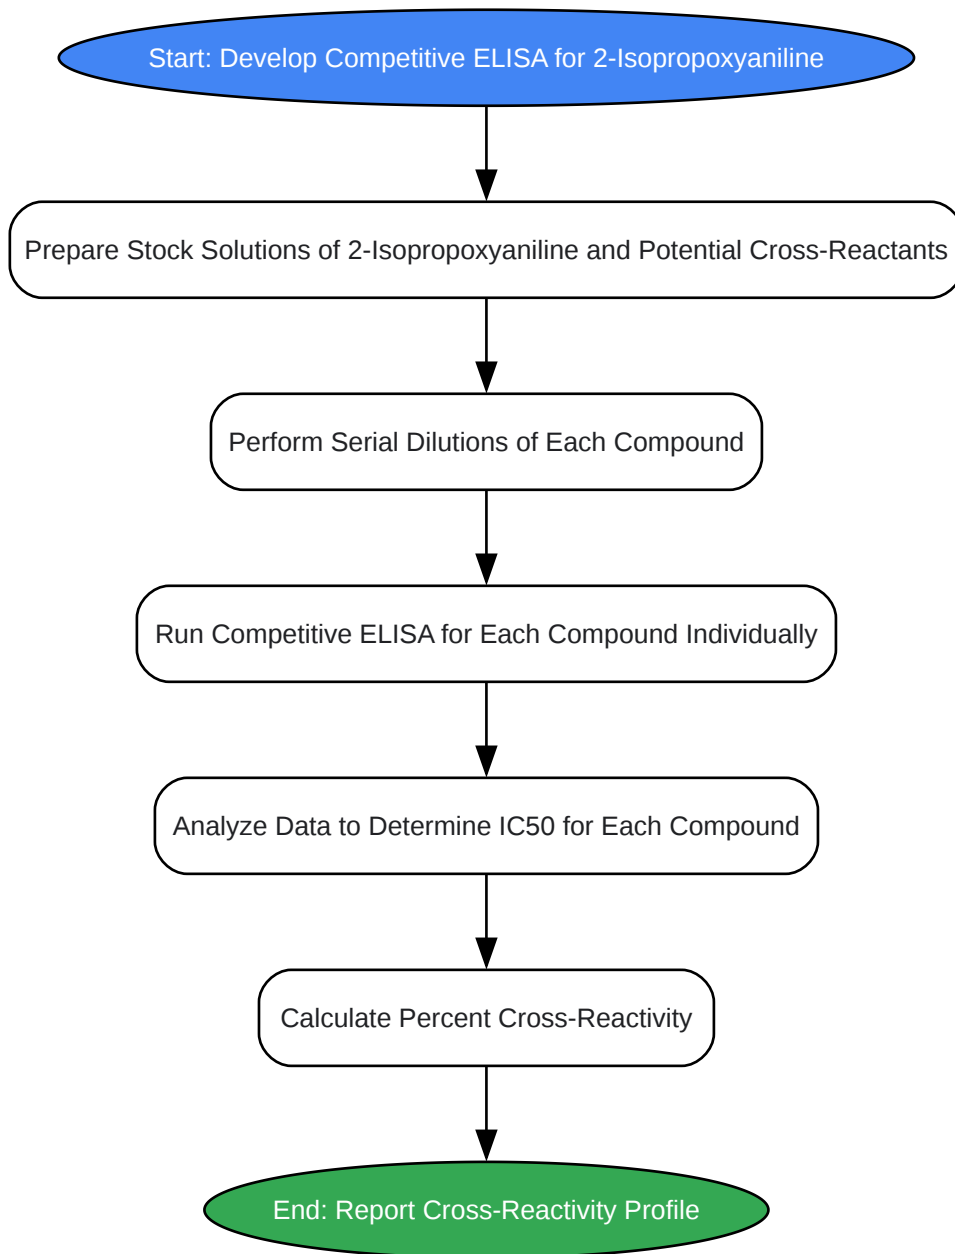 Start: Develop Competitive ELISA for 2-Isopropoxyaniline
Prepare Stock Solutions of 2-Isopropoxyaniline and Potential Cross-Reactants
Perform Serial Dilutions of Each Compound
Run Competitive ELISA for Each Compound Individually
Analyze Data to Determine IC50 for Each Compound
Calculate Percent Cross-Reactivity
End: Report Cross-Reactivity Profile